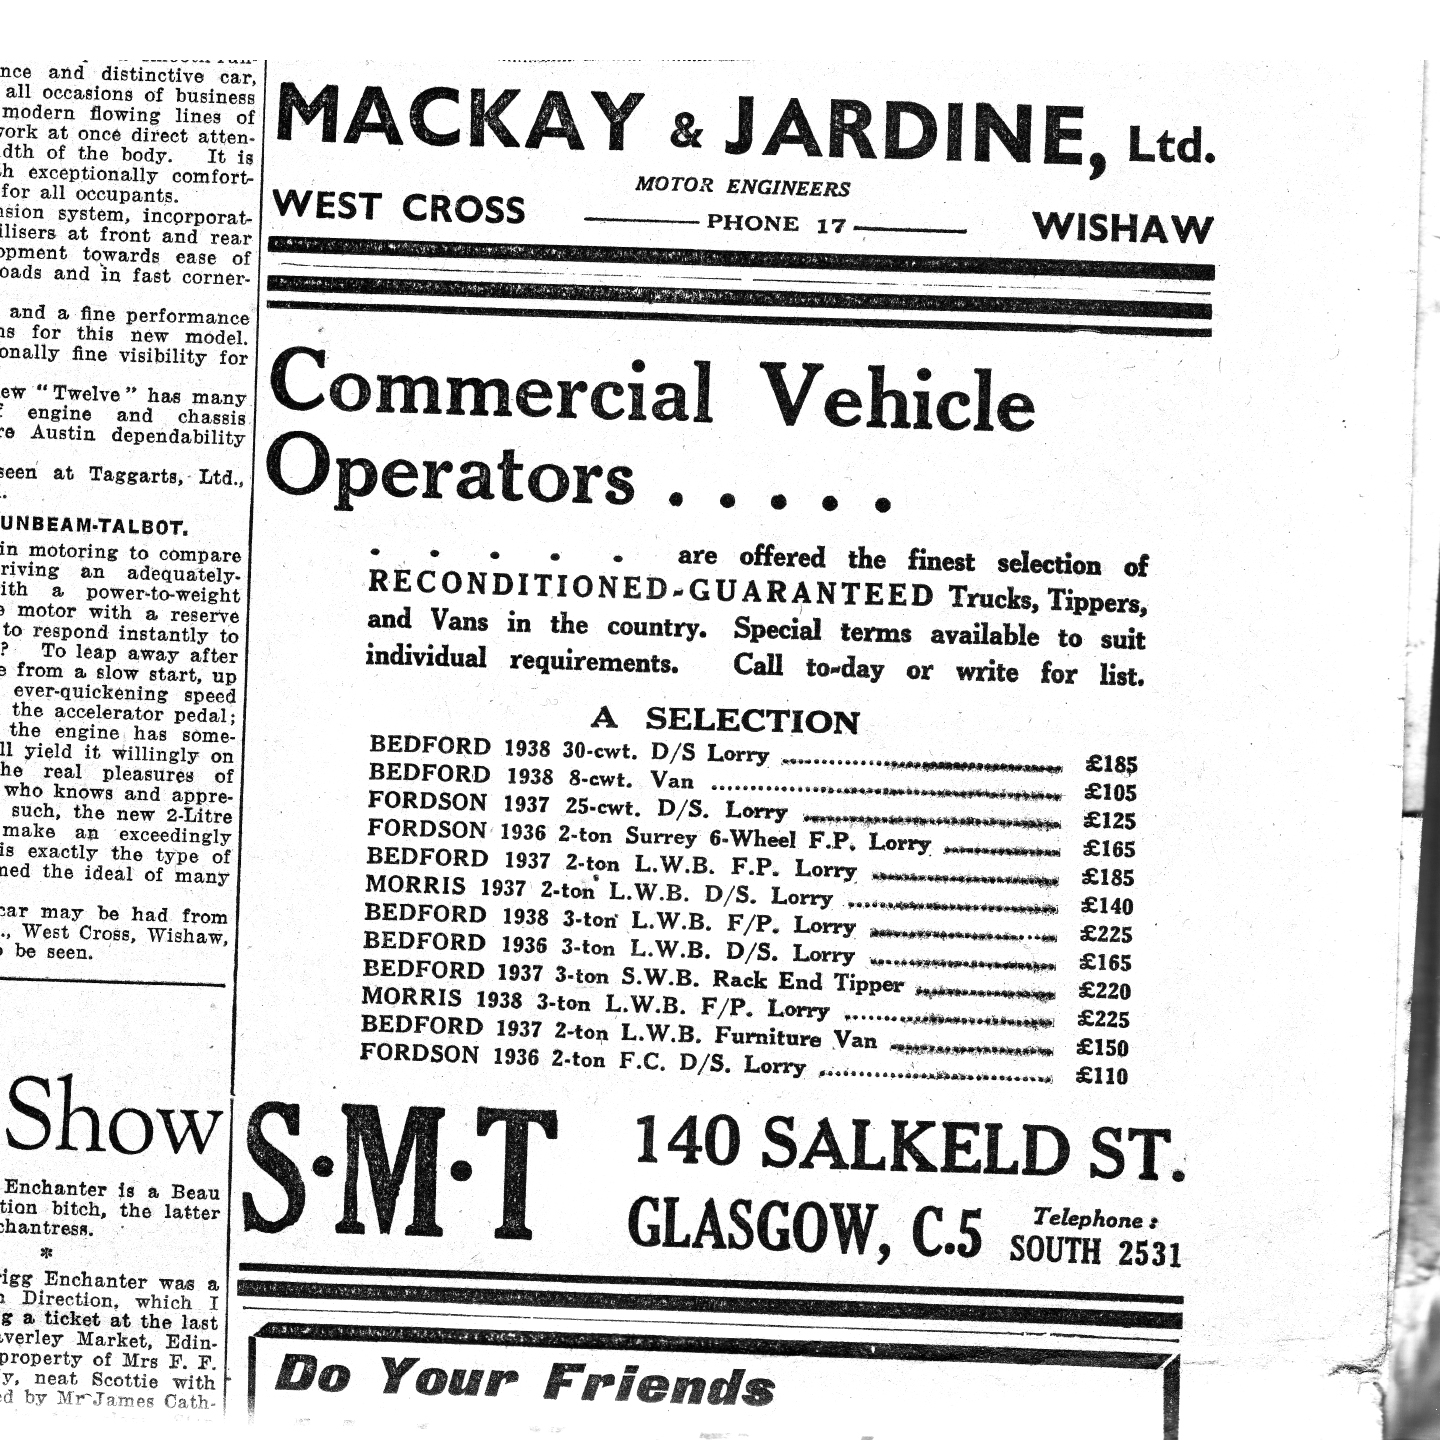 nce and distinctive car,
all occasions of business
modern flowing lines of
work at once direct atten-
dth of the body. It is
h exceptionally comfort-
for all occupants.
nsion system, incorporat-
ilisers at front and rear
opment towards ease of
oads and in fast corner-
and a fine performance
ns for this new model.
onally fine visibility for
ew "Twelve" has many
f engine and chassis
re Austin dependability
seen at Taggarts, Ltd.,
UNBEAM-TALBOT.
in motoring to compare
riving an adequately-
ith a power-to-weight
e motor with a reserve
to respond instantly to
? To leap away after
e from a slow start, up
ever-quickening speed
the accelerator pedal;
the engine has some-
ll yield it willingly on
he real pleasures of
who knows and appre-
such, the new 2-Litre
make an exceedingly
is exactly the type of
ned the ideal of many
car may be had from
., West Cross, Wishaw,
o be seen.
Show
Enchanter is a Beau
tion bitch, the latter
chantress.
*
rigg Enchanter was a
n Direction, which I
g a ticket at the last
averley Market, Edin-
property of Mrs F. F.
y, neat Scottie with
ed by Mr James Cath-
MACKAY & JARDINE, Ltd.
MOTOR ENGINEERS
WEST CROSS PHONE 17 WISHAW
Commercial Vehicle
Operators . . . . .
. . . . . are offered the finest selection of
RECONDITIONED-GUARANTEED Trucks, Tippers,
and Vans in the country. Special terms available to suit
individual requirements. Call to-day or write for list.
A SELECTION
BEDFORD 1938 30-cwt. D/S Lorry ........ £185
BEDFORD 1938 8-cwt. Van ........ £105
FORDSON 1937 25-cwt. D/S. Lorry ........ £125
FORDSON 1936 2-ton Surrey 6-Wheel F.P. Lorry ........ £165
BEDFORD 1937 2-ton L.W.B. F.P. Lorry ........ £185
MORRIS 1937 2-ton L.W.B. D/S. Lorry ........ £140
BEDFORD 1938 3-ton L.W.B. F/P. Lorry ........ £225
BEDFORD 1936 3-ton L.W.B. D/S. Lorry ........ £165
BEDFORD 1937 3-ton S.W.B. Rack End Tipper ........ £220
MORRIS 1938 3-ton L.W.B. F/P. Lorry ........ £225
BEDFORD 1937 2-ton L.W.B. Furniture Van ........ £150
FORDSON 1936 2-ton F.C. D/S. Lorry ........ £110
S·M·T 140 SALKELD ST.
GLASGOW, C.5 Telephone: SOUTH 2531
Do Your Friends